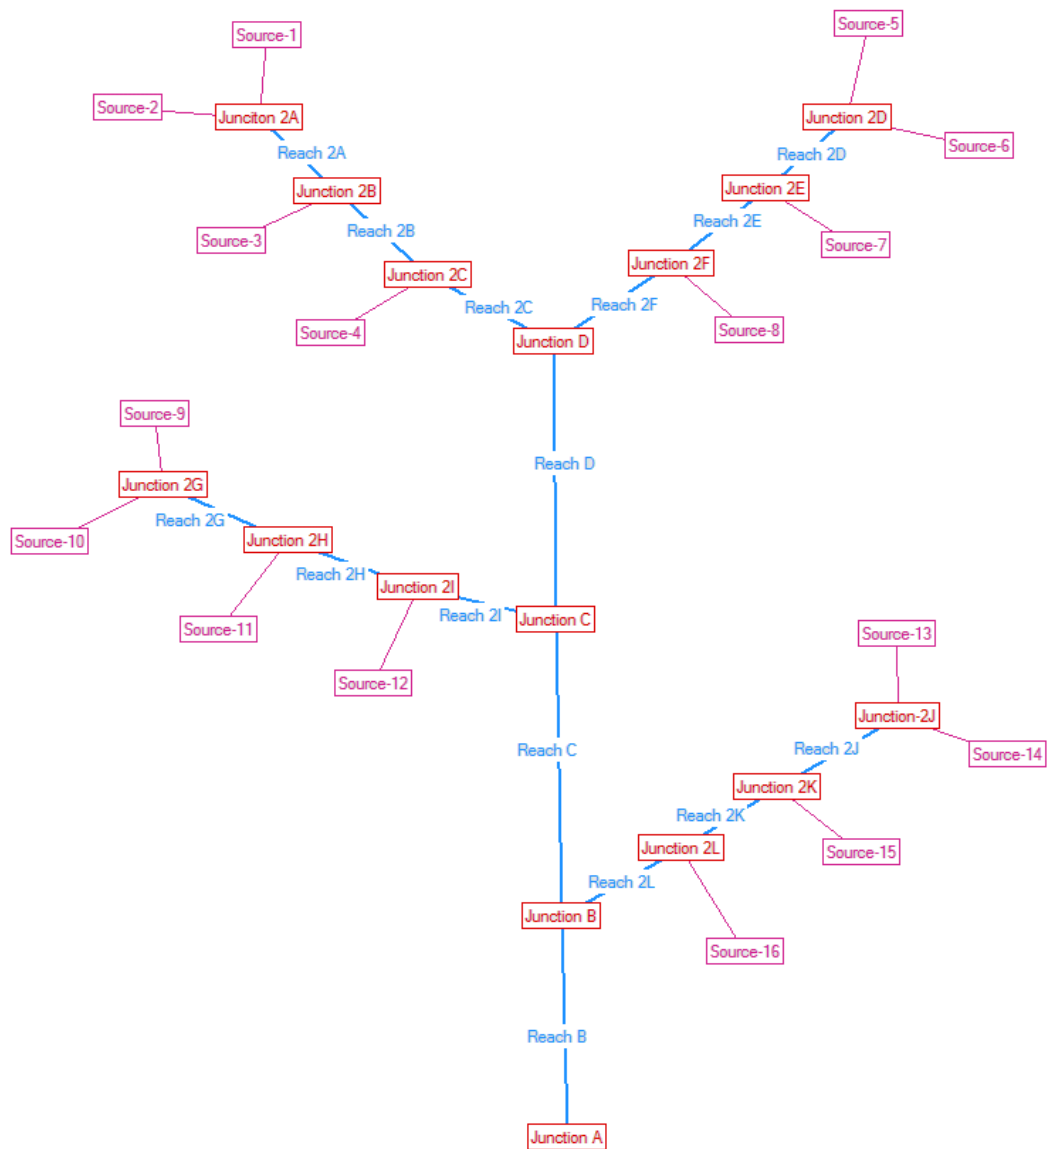 Source-1
Source-5
Source-2
Junciton 2A
Junction 2D
Source-6
Reach 2A
Reach 2D
Junction 2B
Junction 2E
Source-3
Reach 2B
Reach 2E
Source-7
Junction 2C
Junction 2F
Reach 2C
Reach 2F
Source-4
Source-8
Junction D
Source-9
Reach D
Junction 2G
Reach 2G
Source-10
Junction 2H
Reach 2H
Junction 2I
Reach 2I
Junction C
Source-11
Source-12
Source-13
Junction-2J
Reach C
Reach 2J
Source-14
Junction 2K
Reach 2K
Junction 2L
Source-15
Reach 2L
Junction B
Source-16
Reach B
Junction A